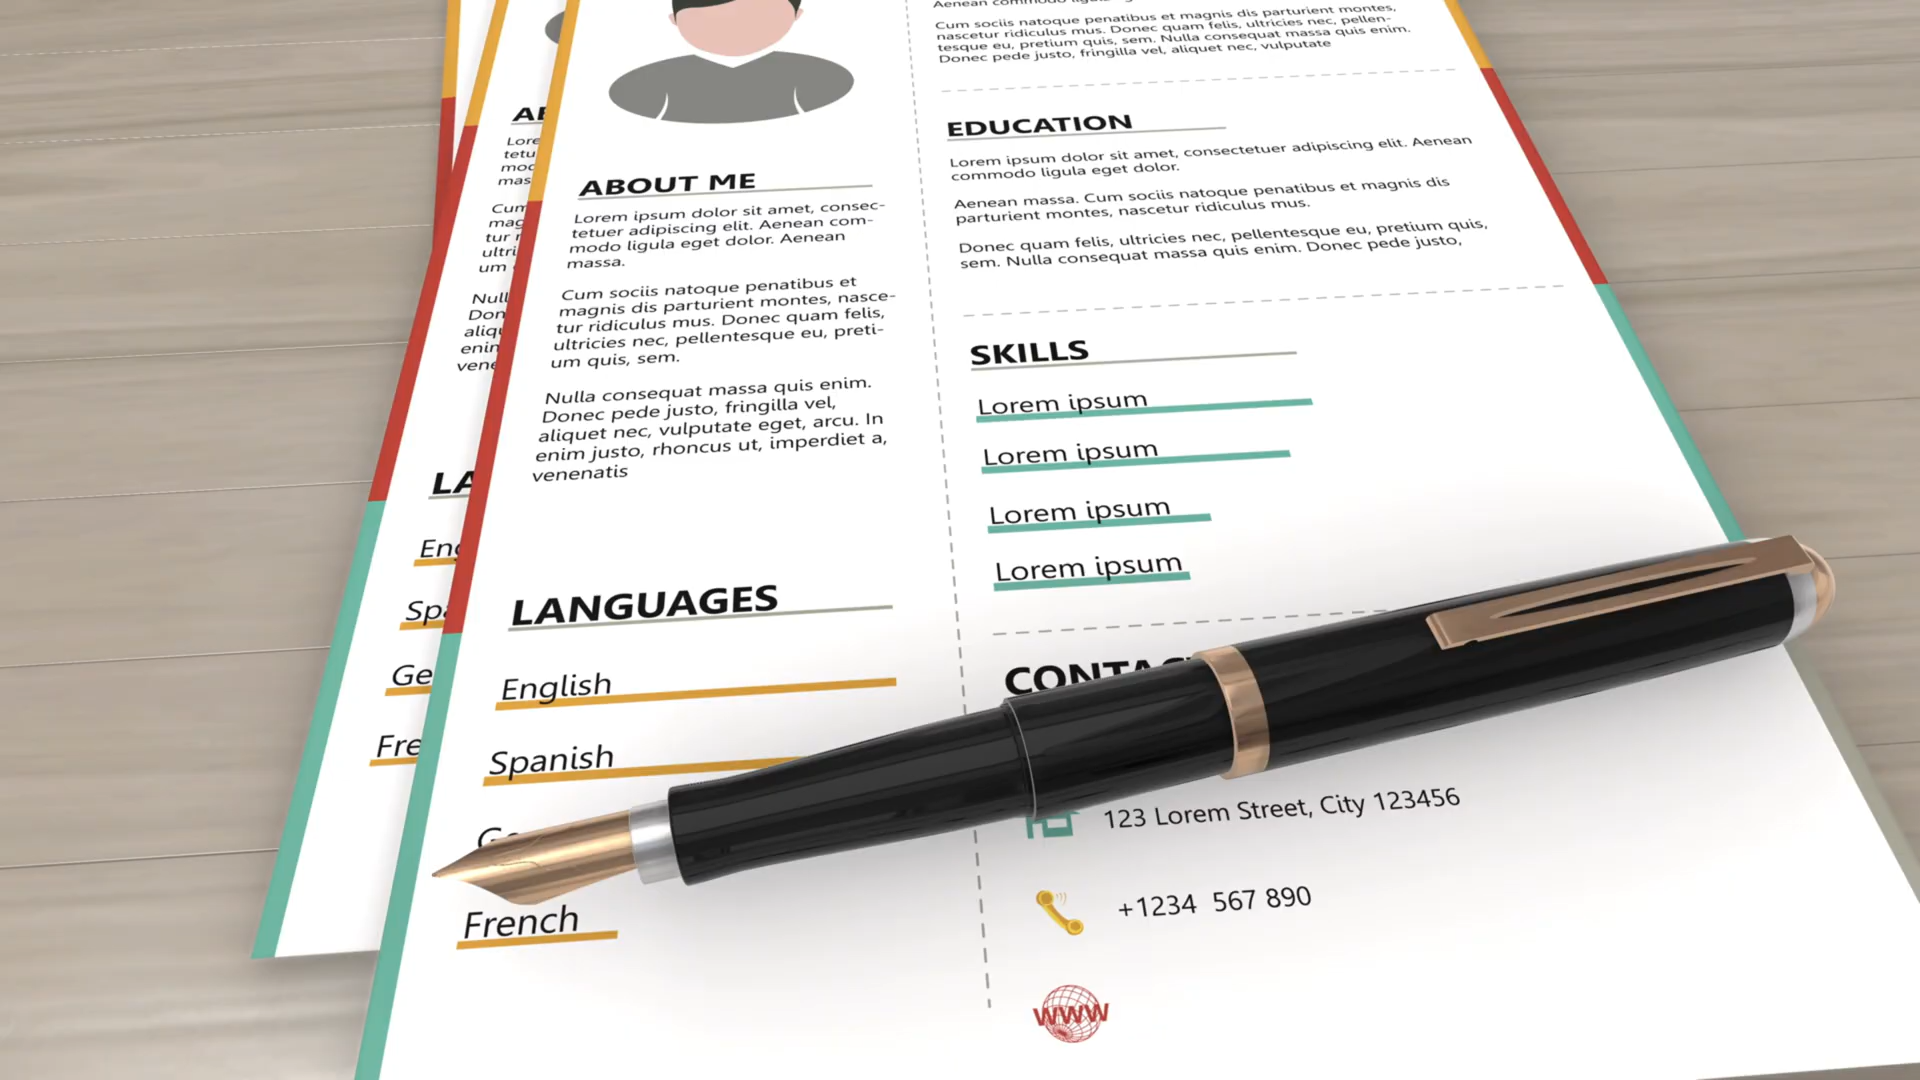 Cum sociis natoque penatibus et magnis dis parturient montes,
nascetur ridiculus mus. Donec quam felis, ultricies nec, pellen-
tesque eu, pretium quis, sem. Nulla consequat massa quis enim.
Donec pede justo, fringilla vel, aliquet nec, vulputate
EDUCATION
Lorem ipsum dolor sit amet, consectetuer adipiscing elit. Aenean
commodo ligula eget dolor.
Aenean massa. Cum sociis natoque penatibus et magnis dis
parturient montes, nascetur ridiculus mus.
Donec quam felis, ultricies nec, pellentesque eu, pretium quis,
sem. Nulla consequat massa quis enim. Donec pede justo,
SKILLS
Lorem ipsum
Lorem ipsum
Lorem ipsum
Lorem ipsum
123 Lorem Street, City 123456
+1234 567 890
WWW
ABOUT ME
Lorem ipsum dolor sit amet, consec-
tetuer adipiscing elit. Aenean com-
modo ligula eget dolor. Aenean
massa.
Cum sociis natoque penatibus et
magnis dis parturient montes, nasce-
tur ridiculus mus. Donec quam felis,
ultricies nec, pellentesque eu, preti-
um quis, sem.
Nulla consequat massa quis enim.
Donec pede justo, fringilla vel,
aliquet nec, vulputate eget, arcu. In
enim justo, rhoncus ut, imperdiet a,
venenatis
LANGUAGES
English
Spanish
French